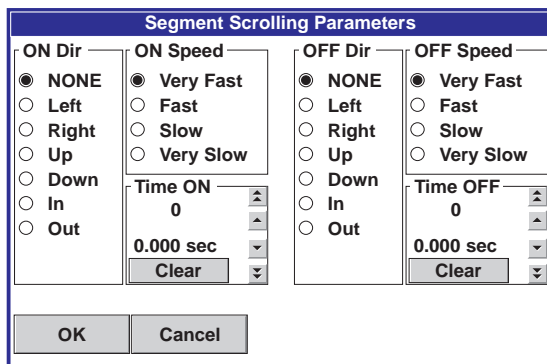 Segment Scrolling Parameters
ON Dir
NONE
Left
Right
Up
Down
In
Out
ON Speed
Very Fast
Fast
Slow
Very Slow
Time ON
0
0.000 sec
Clear
OFF Dir
NONE
Left
Right
Up
Down
In
Out
OFF Speed
Very Fast
Fast
Slow
Very Slow
Time OFF
0
0.000 sec
Clear
OK
Cancel